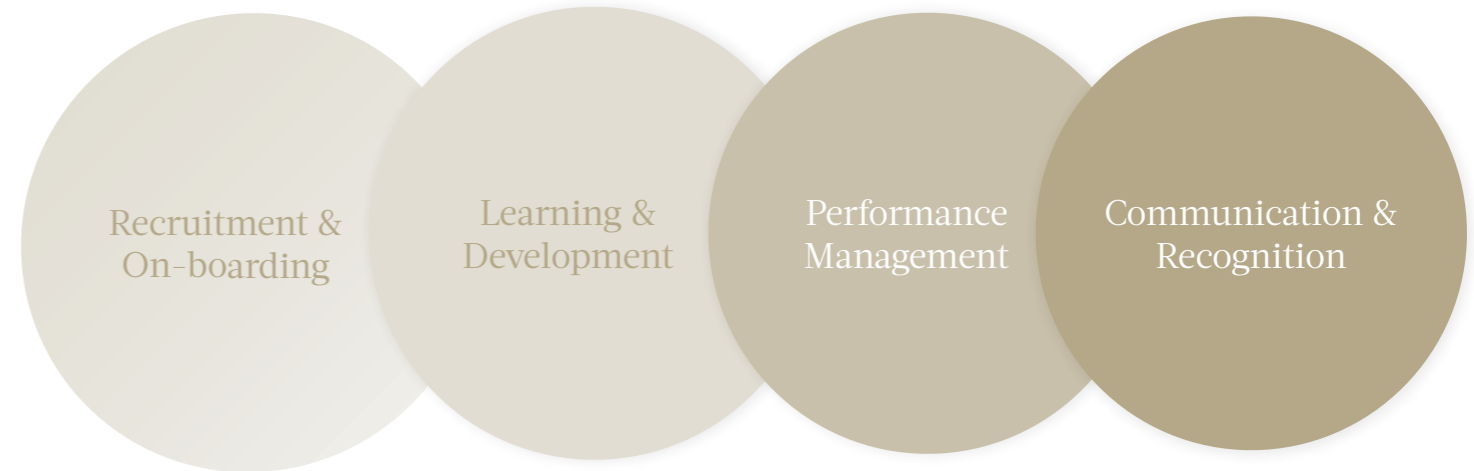 Recruitment &
On-boarding
Learning &
Development
Performance
Management
Communication &
Recognition